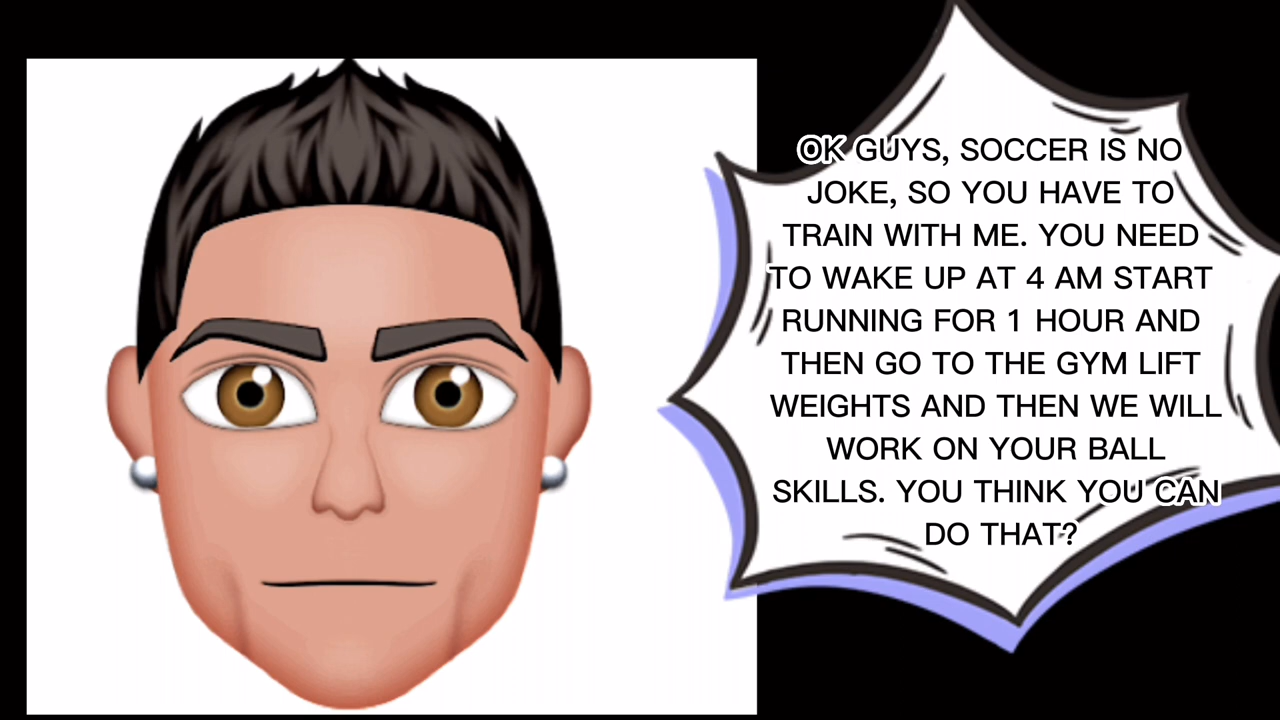 OK GUYS, SOCCER IS NO
JOKE, SO YOU HAVE TO
TRAIN WITH ME. YOU NEED
TO WAKE UP AT 4 AM START
RUNNING FOR 1 HOUR AND
THEN GO TO THE GYM LIFT
WEIGHTS AND THEN WE WILL
WORK ON YOUR BALL
SKILLS. YOU THINK YOU CAN
DO THAT?